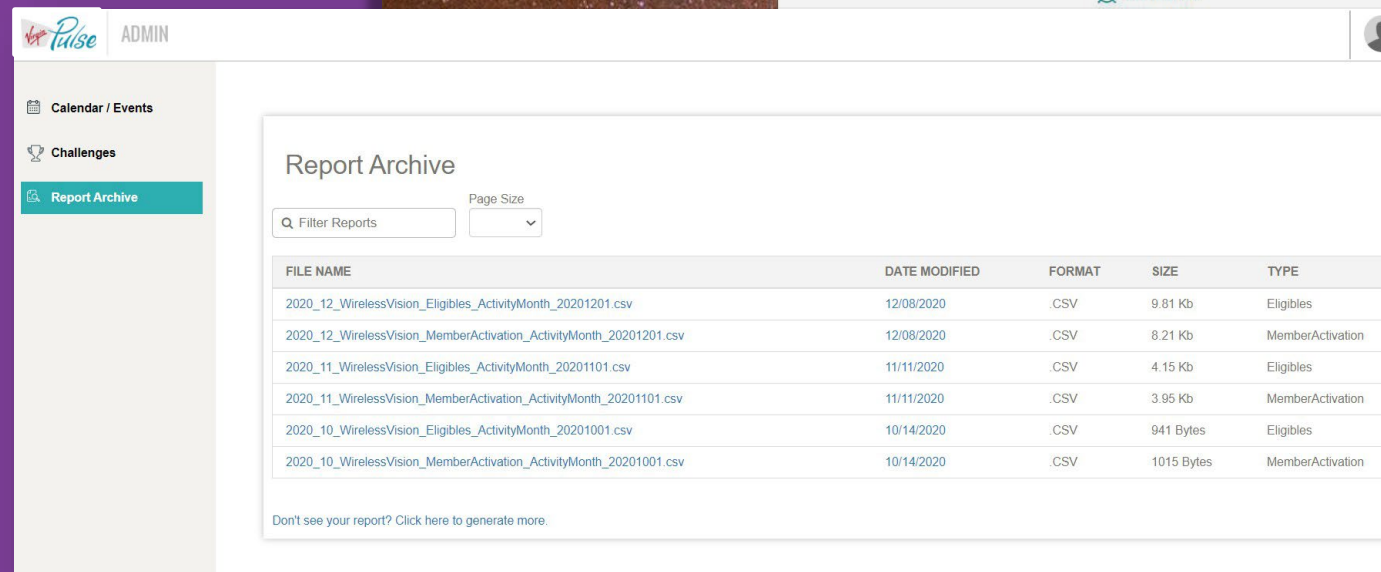 Virgin Pulse ADMIN
Calendar / Events
Challenges
Report Archive
Report Archive
Page Size
Filter Reports
FILE NAME DATE MODIFIED FORMAT SIZE TYPE
2020_12_WirelessVision_Eligibles_ActivityMonth_20201201.csv 12/08/2020 .CSV 9.81 Kb Eligibles
2020_12_WirelessVision_MemberActivation_ActivityMonth_20201201.csv 12/08/2020 .CSV 8.21 Kb MemberActivation
2020_11_WirelessVision_Eligibles_ActivityMonth_20201101.csv 11/11/2020 .CSV 4.15 Kb Eligibles
2020_11_WirelessVision_MemberActivation_ActivityMonth_20201101.csv 11/11/2020 .CSV 3.95 Kb MemberActivation
2020_10_WirelessVision_Eligibles_ActivityMonth_20201001.csv 10/14/2020 .CSV 941 Bytes Eligibles
2020_10_WirelessVision_MemberActivation_ActivityMonth_20201001.csv 10/14/2020 .CSV 1015 Bytes MemberActivation
Don't see your report? Click here to generate more.